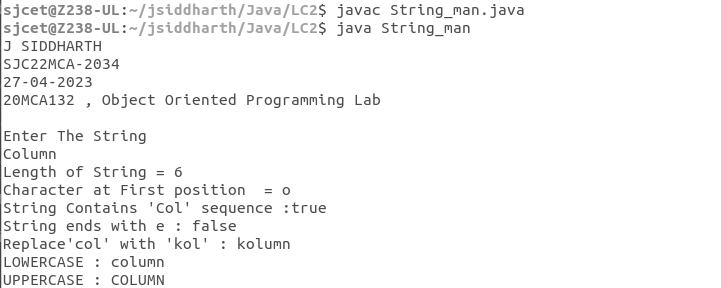 sjcet@Z238-UL:~/jsiddharth/Java/LC2$ javac String_man.java
sjcet@Z238-UL:~/jsiddharth/Java/LC2$ java String_man
J SIDDHARTH
SJC22MCA-2034
27-04-2023
20MCA132 , Object Oriented Programming Lab

Enter The String
Column
Length of String = 6
Character at First position  = o
String Contains 'Col' sequence :true
String ends with e : false
Replace'col' with 'kol' : kolumn
LOWERCASE : column
UPPERCASE : COLUMN